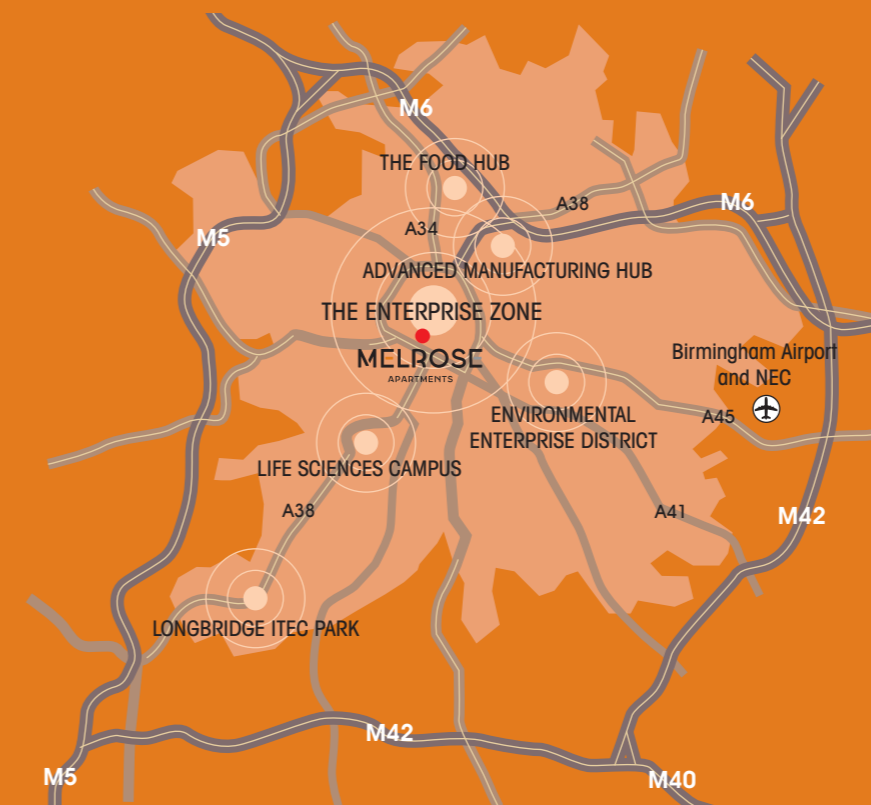 M6
THE FOOD HUB
A38
M6
A34
M5
ADVANCED MANUFACTURING HUB
THE ENTERPRISE ZONE
MELROSE
APARTMENTS
Birmingham Airport
and NEC
A45
ENVIRONMENTAL
ENTERPRISE DISTRICT
LIFE SCIENCES CAMPUS
A38
A41
M42
LONGBRIDGE ITEC PARK
M42
M5
M40